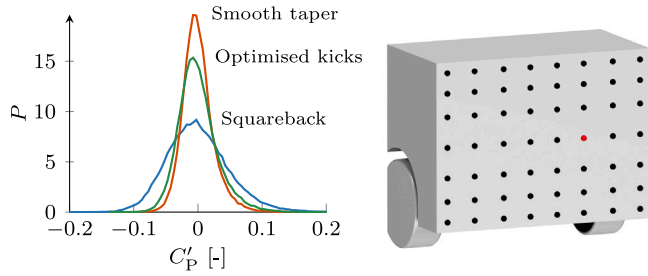 Smooth taper
Optimised kicks
Squareback
P
15
10
5
0
−0.2 −0.1 0 0.1 0.2
C′P [-]